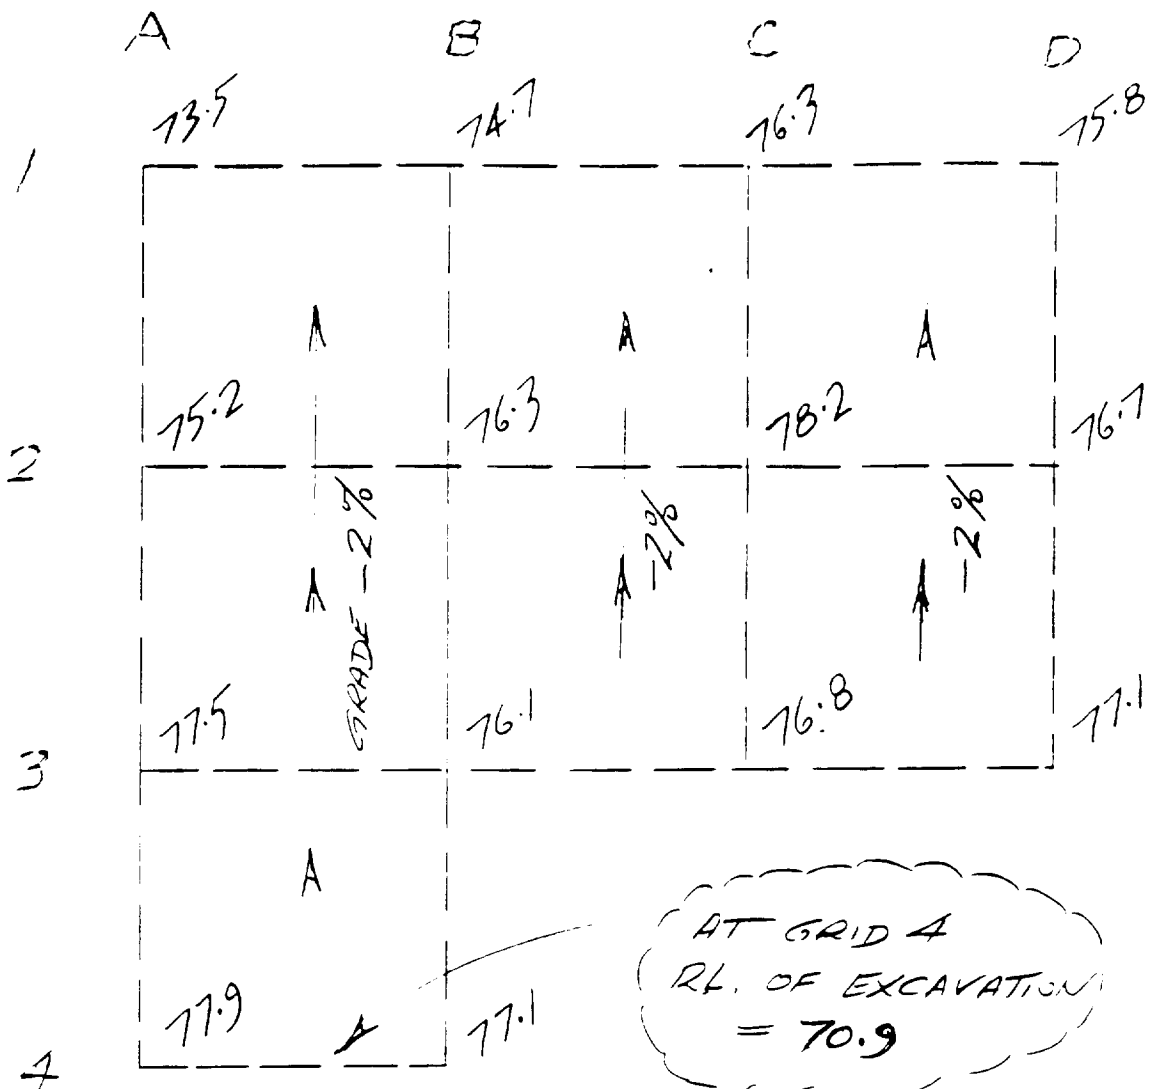 A B C D
73.5 74.7 76.3 75.8
1
75.2 76.3 78.2 76.7
2
GRADE -2% -2% -2%
77.5 76.1 76.8 77.1
3
AT GRID 4
RL. OF EXCAVATION
= 70.9
77.9 77.1
4